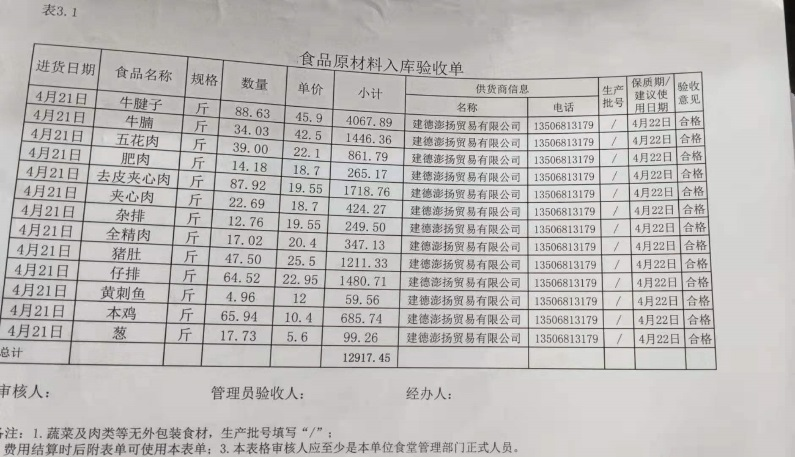 表3.1
食品原材料入库验收单
进货日期 食品名称 规格 数量 单价 小计 供货商信息 生产批号 保质期/建议使用日期 验收意见
名称 电话
4月21日 牛腱子 斤 88.63 45.9 4067.89 建德澎扬贸易有限公司 13506813179 / 4月22日 合格
4月21日 牛腩 斤 34.03 42.5 1446.36 建德澎扬贸易有限公司 13506813179 / 4月22日 合格
4月21日 五花肉 斤 39.00 22.1 861.79 建德澎扬贸易有限公司 13506813179 / 4月22日 合格
4月21日 肥肉 斤 14.18 18.7 265.17 建德澎扬贸易有限公司 13506813179 / 4月22日 合格
4月21日 去皮夹心肉 斤 87.92 19.55 1718.76 建德澎扬贸易有限公司 13506813179 / 4月22日 合格
4月21日 夹心肉 斤 22.69 18.7 424.27 建德澎扬贸易有限公司 13506813179 / 4月22日 合格
4月21日 杂排 斤 12.76 19.55 249.50 建德澎扬贸易有限公司 13506813179 / 4月22日 合格
4月21日 全精肉 斤 17.02 20.4 347.13 建德澎扬贸易有限公司 13506813179 / 4月22日 合格
4月21日 猪肚 斤 47.50 25.5 1211.33 建德澎扬贸易有限公司 13506813179 / 4月22日 合格
4月21日 仔排 斤 64.52 22.95 1480.71 建德澎扬贸易有限公司 13506813179 / 4月22日 合格
4月21日 黄刺鱼 斤 4.96 12 59.56 建德澎扬贸易有限公司 13506813179 / 4月22日 合格
4月21日 本鸡 斤 65.94 10.4 685.74 建德澎扬贸易有限公司 13506813179 / 4月22日 合格
4月21日 葱 斤 17.73 5.6 99.26 建德澎扬贸易有限公司 13506813179 / 4月22日 合格
总计 12917.45
审核人： 管理员验收人： 经办人：
备注：1.蔬菜及肉类等无外包装食材，生产批号填写“/”；
费用结算时后附表单可使用本表单；3.本表格审核人应至少是本单位食堂管理部门正式人员。